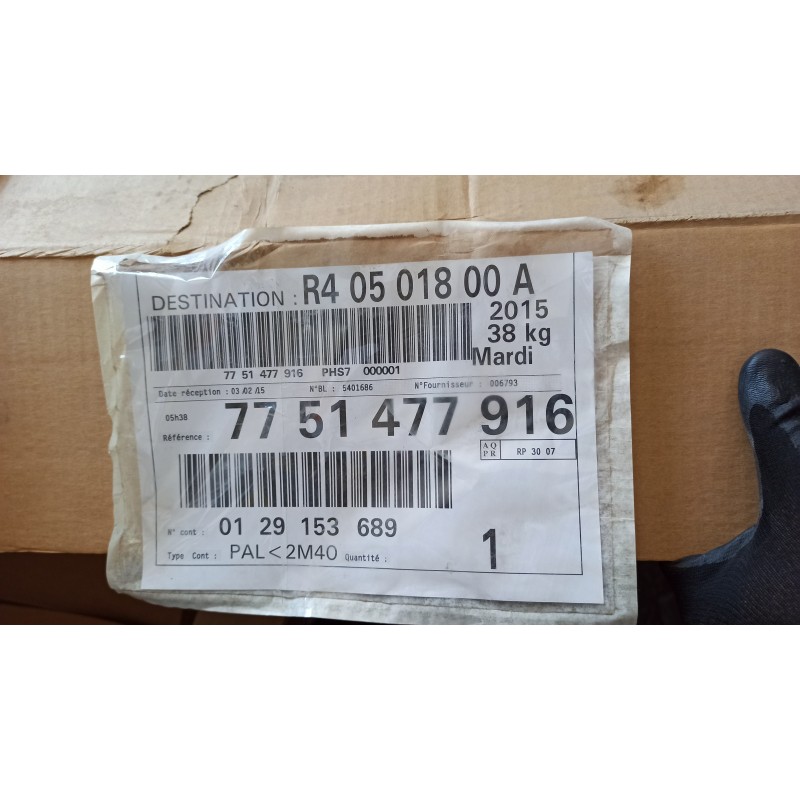 DESTINATION : R4 05 018 00 A
2015
38 kg
Mardi
77 51 477 916 PHS7 000001
Date réception : 03/02/15 N°BL : 5401686 N°Fournisseur : 006793
05h38
Référence : 77 51 477 916
AQ
PR
RP 30 07
N° cont : 01 29 153 689
Type Cont : PAL<2M40 Quantité : 1